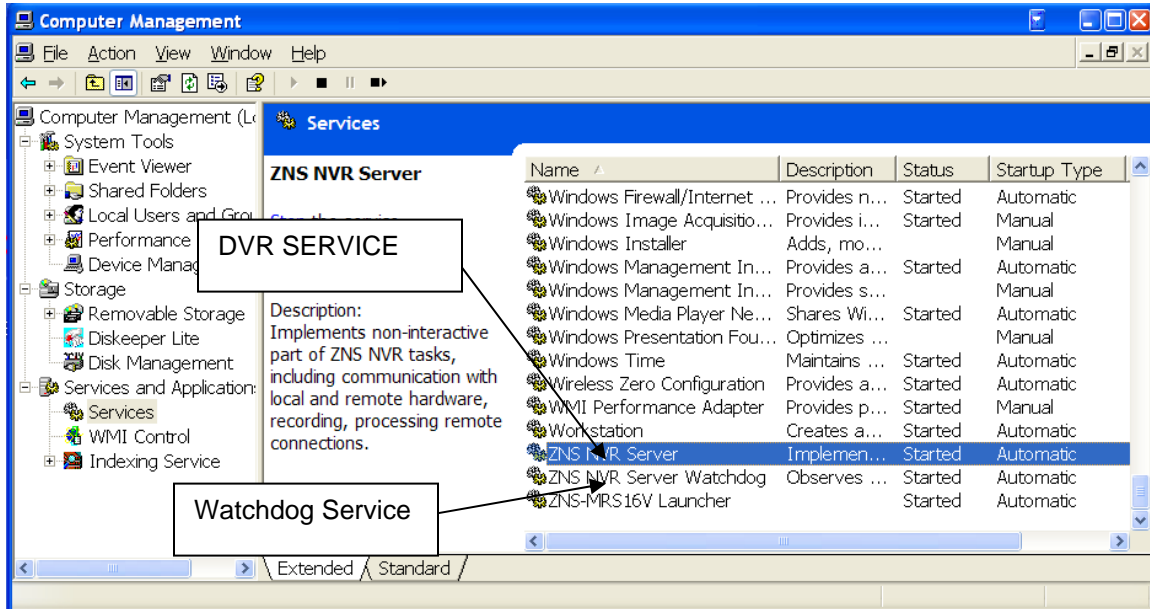 Computer Management
File Action View Window Help
Computer Management (Lo
System Tools
Event Viewer
Shared Folders
Local Users and Grou
Performance
Device Manag
Storage
Removable Storage
Diskeeper Lite
Disk Management
Services and Application
Services
WMI Control
Indexing Service
Services
ZNS NVR Server
Stop the service
DVR SERVICE
Description:
Implements non-interactive
part of ZNS NVR tasks,
including communication with
local and remote hardware,
recording, processing remote
connections.
Watchdog Service
Name Description Status Startup Type
Windows Firewall/Internet ... Provides n... Started Automatic
Windows Image Acquisitio... Provides i... Started Manual
Windows Installer Adds, mo... Manual
Windows Management In... Provides a... Started Automatic
Windows Management In... Provides s... Manual
Windows Media Player Ne... Shares Wi... Started Automatic
Windows Presentation Fou... Optimizes ... Manual
Windows Time Maintains ... Started Automatic
Wireless Zero Configuration Provides a... Started Automatic
WMI Performance Adapter Provides p... Started Manual
Workstation Creates a... Started Automatic
ZNS NVR Server Implemen... Started Automatic
ZNS NVR Server Watchdog Observes ... Started Automatic
ZNS-MRS16V Launcher Started Automatic
Extended Standard